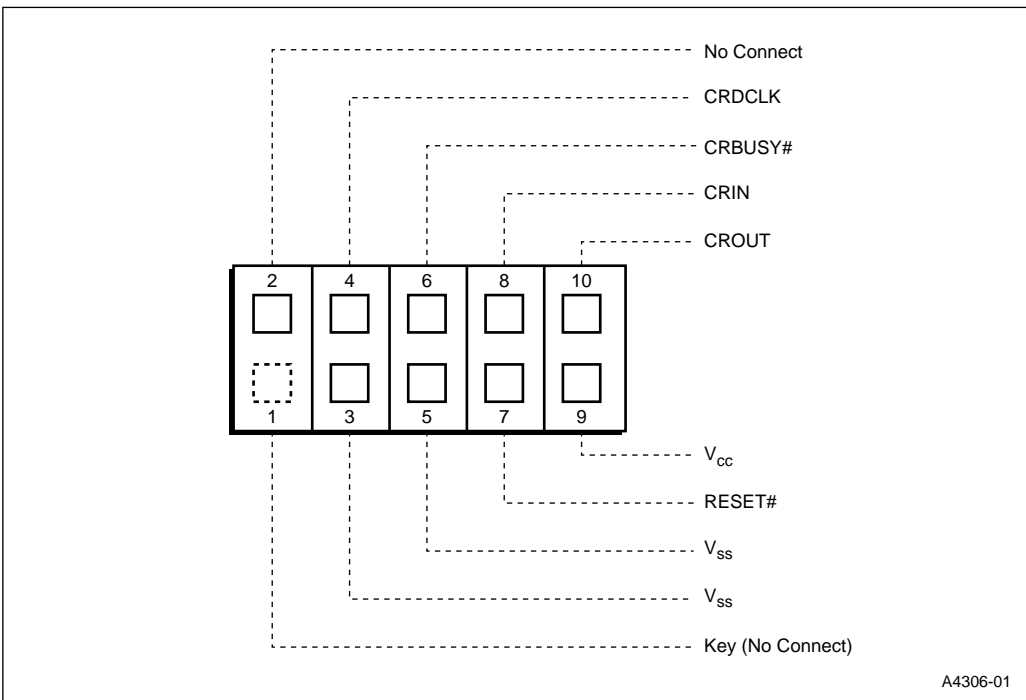 No Connect
CRDCLK
CRBUSY#
CRIN
CROUT
2 4 6 8 10
1 3 5 7 9
Vcc
RESET#
Vss
Vss
Key (No Connect)
A4306-01